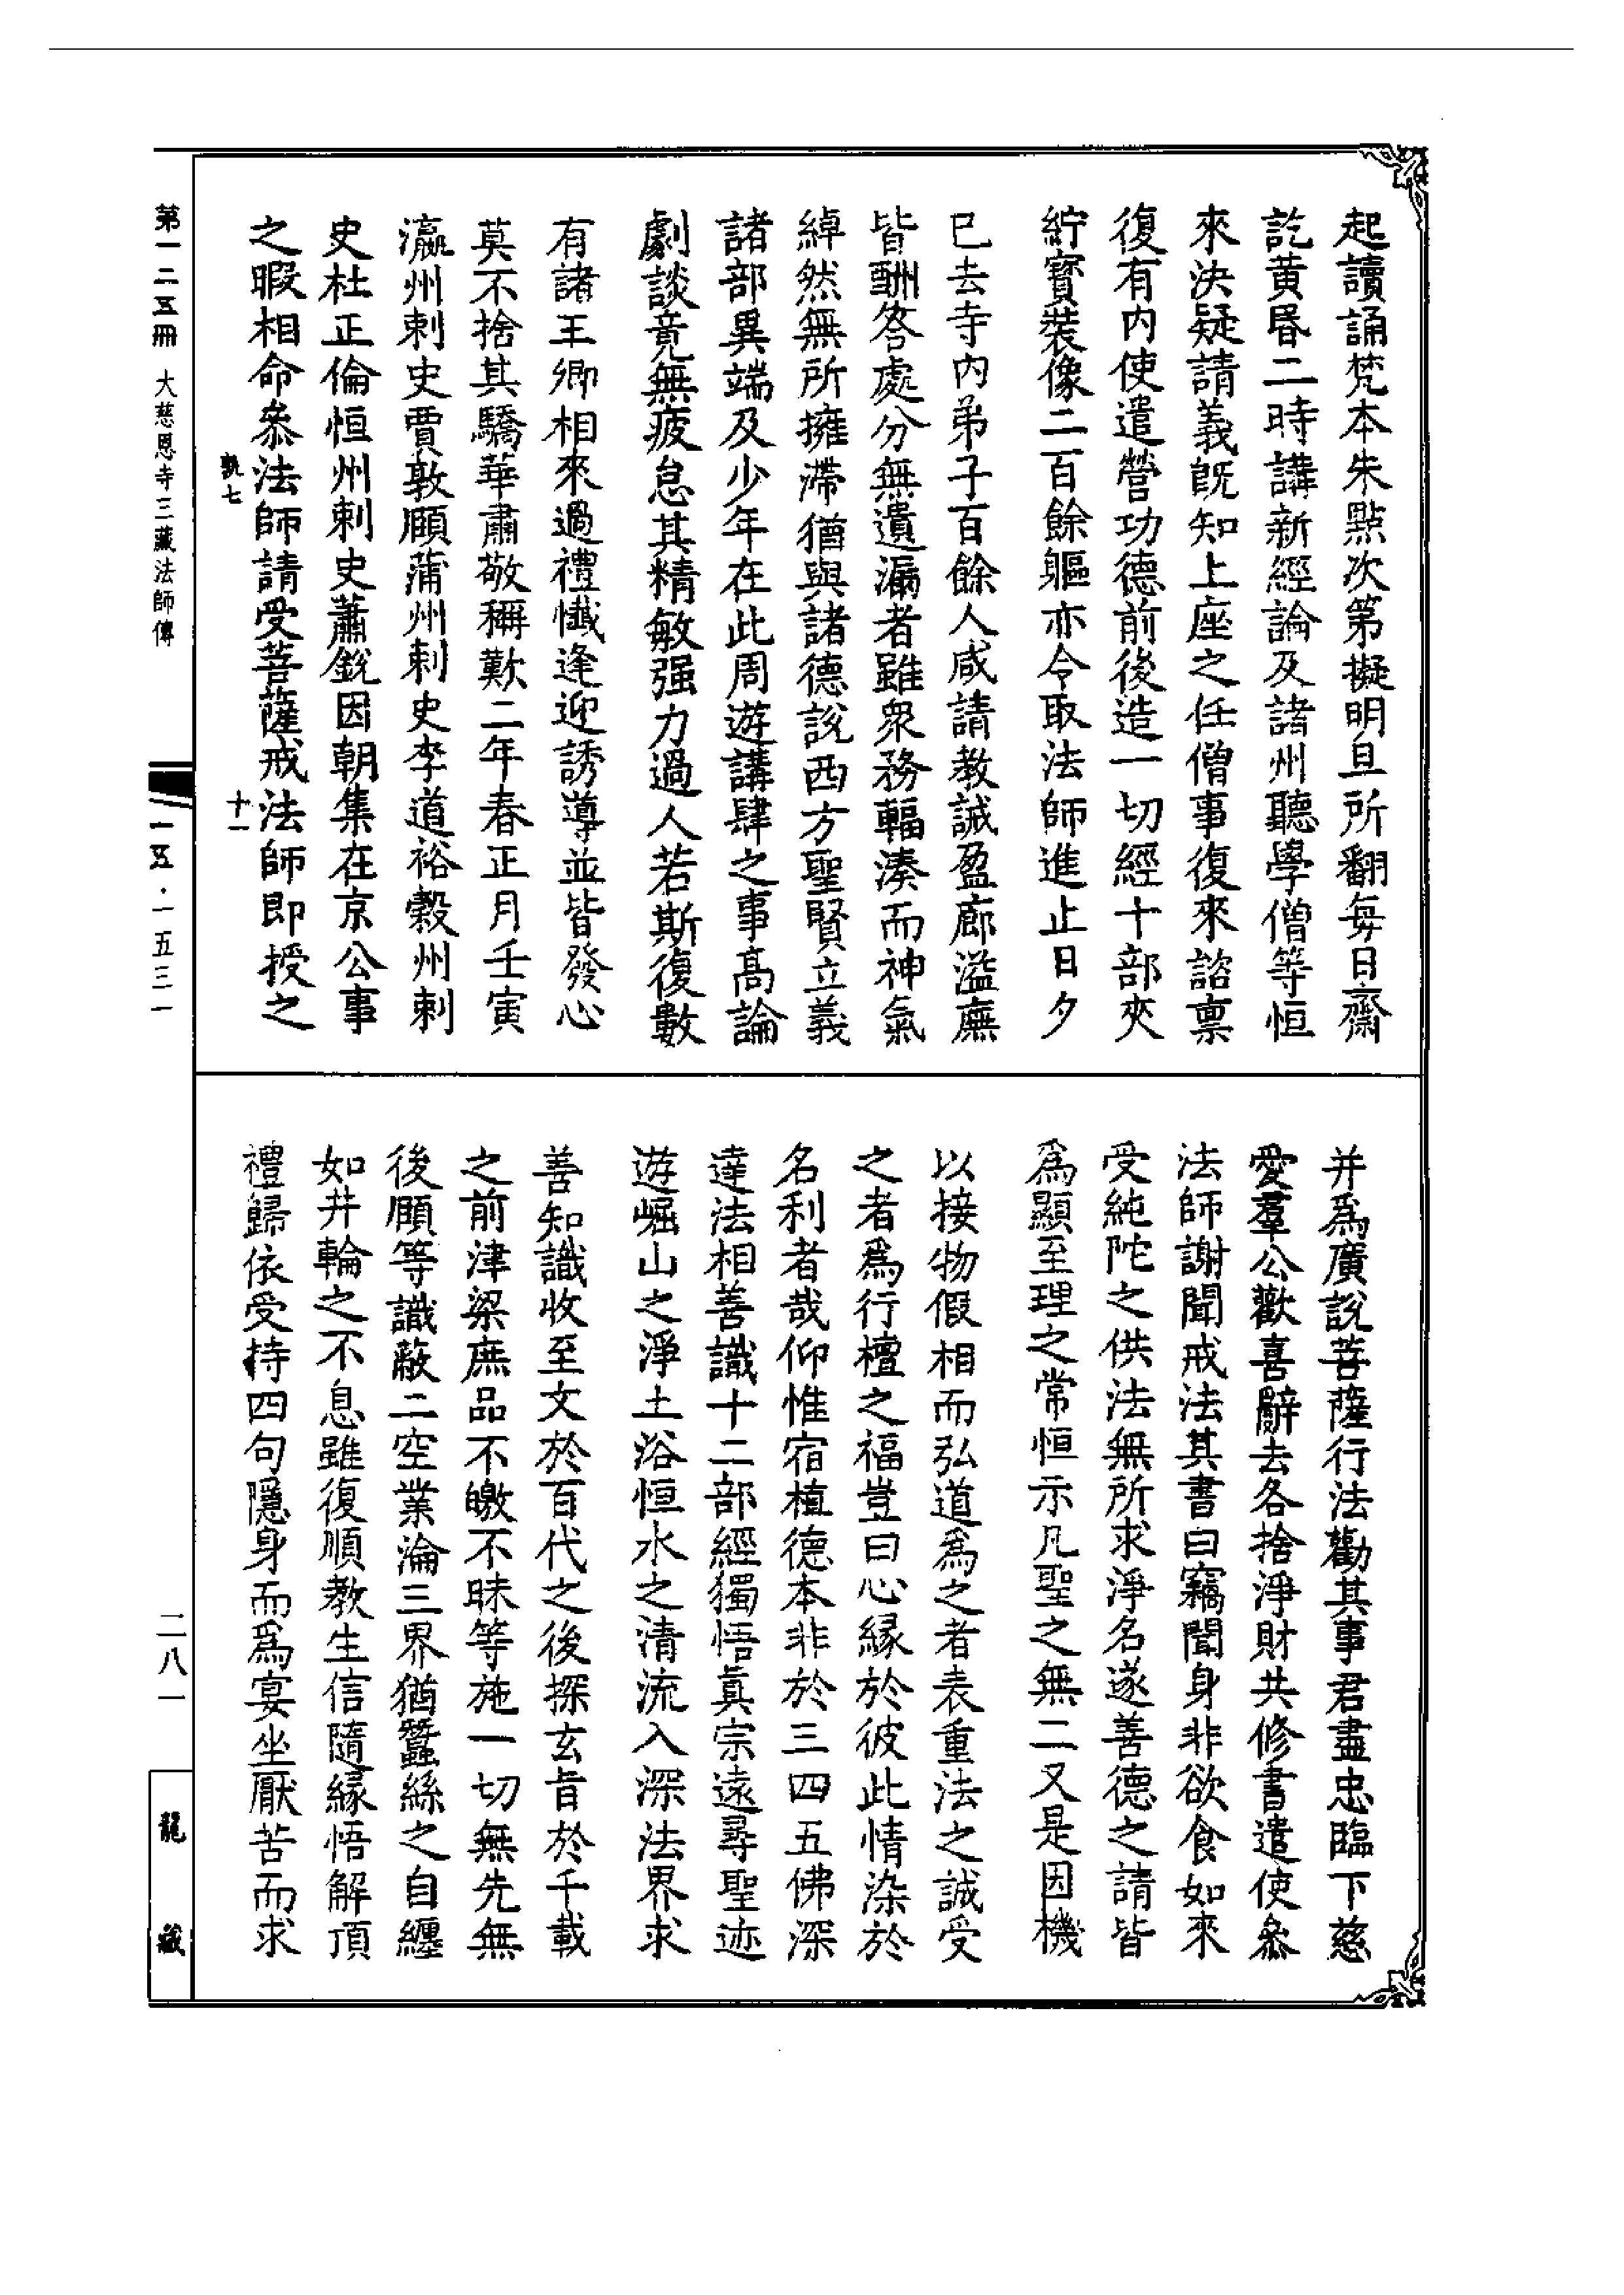 起讀誦梵本朱點次第擬明旦所翻每日齋
訖黃昬二時講新經論及諸州聽學僧等恒
來決疑請義旣知上座之任僧事復來諮稟
復有內使遣營功德前後造一切經十部夾
紵寳裝像二百餘軀亦令取法師進止日夕
已去寺內弟子百餘人咸請教誡盈廊溢廡
皆酬答處分無遺漏者雖衆務輻湊而神氣
綽然無所擁滯猶與諸德說西方聖賢立義
諸部異端及少年在此周遊講肆之事高論
劇談竟無疲怠其精敏强力過人若斯復數
有諸王卿相來過禮懺逢迎誘導並皆發心
莫不捨其驕華肅敬稱歎二年春正月壬寅
瀛州刺史賈敦頤蒲州刺史李道裕穀州刺
史杜正倫恒州刺史蕭銳因朝集在京公事
之暇相命叅法師請受菩薩戒法師即授之
并爲廣說菩薩行法勸其事君盡忠臨下慈
愛羣公歡喜辭去各捨淨財共修書遣使叅
法師謝聞戒法其書曰竊聞身非欲食如來
受純陀之供法無所求淨名遂善德之請皆
爲顯至理之常恒示凡聖之無二又是因機
以接物假相而弘道爲之者表重法之誠受
之者爲行檀之福豈曰心緣於彼此情染於
名利者哉仰惟宿植德本非於三四五佛深
達法相善識十二部經獨悟眞宗遠尋聖迹
遊崛山之淨土浴恒水之清流入深法界求
善知識收至文於百代之後探玄旨於千載
之前津梁庶品不皦不昧等施一切無先無
後頤等識蔽二空業淪三界猶蠶絲之自纏
如井輪之不息雖復順教生信隨緣悟解頂
禮歸依受持四句隱身而爲宴坐厭苦而求
孰七
十一
第一二五冊 大慈恩寺三藏法師傳
一五·一五三一
二八一
龍藏